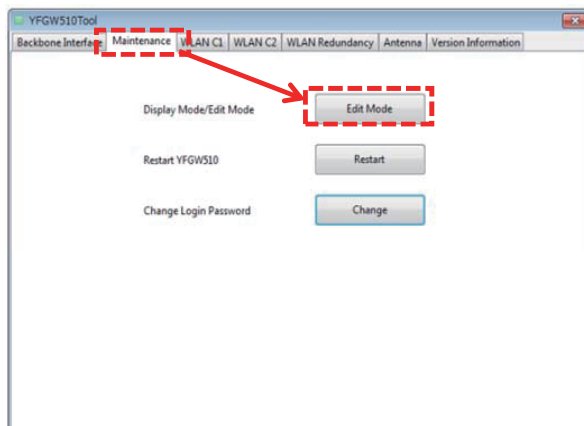 YFGW510Tool
Backbone Interface Maintenance WLAN C1 WLAN C2 WLAN Redundancy Antenna Version Information
Display Mode/Edit Mode Edit Mode
Restart YFGW510 Restart
Change Login Password Change